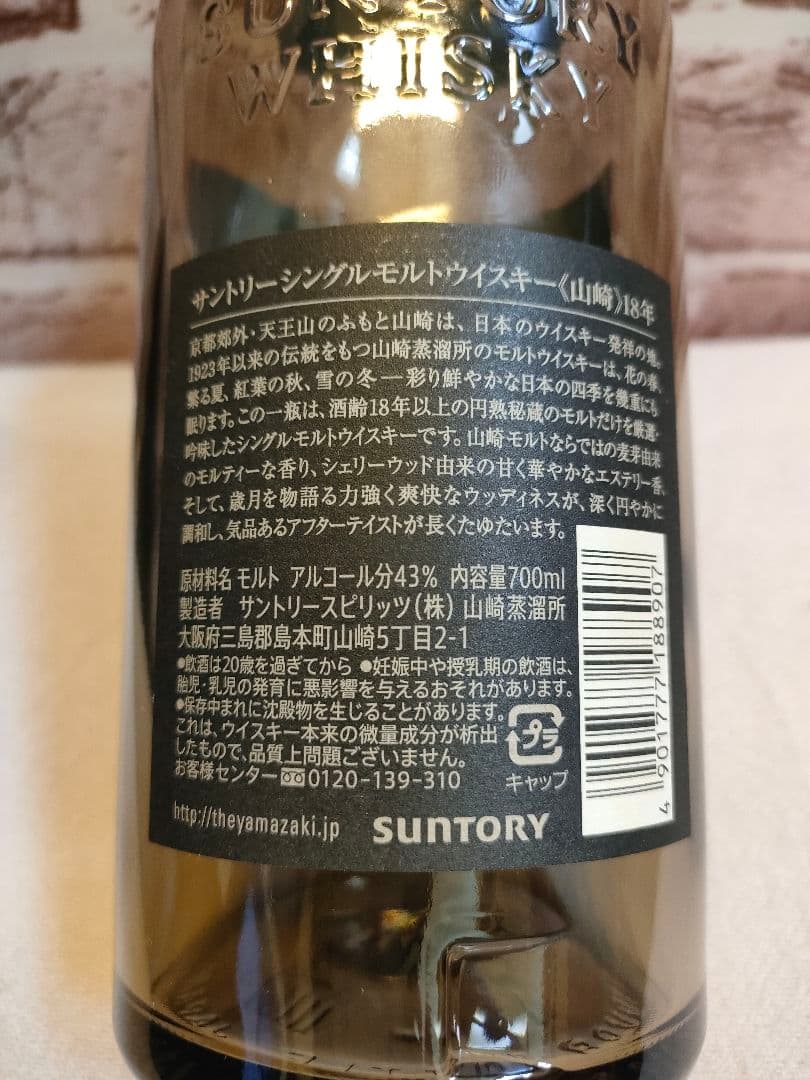 SUNTORY
WHISKY
サントリーシングルモルトウイスキー《山崎》18年
京都郊外・天王山のふもと山崎は、日本のウイスキー発祥の地。
1923年以来の伝統をもつ山崎蒸溜所のモルトウイスキーは、花の春、
繁る夏、紅葉の秋、雪の冬―彩り鮮やかな日本の四季を幾重にも
眠ります。この一瓶は、酒齢18年以上の円熟秘蔵のモルトだけを厳選・
吟味したシングルモルトウイスキーです。山崎モルトならではの麦芽由来
のモルティーな香り、シェリーウッド由来の甘く華やかなエステリー香、
そして、歳月を物語る力強く爽快なウッディネスが、深く円やかに
調和し、気品あるアフターテイストが長くたゆたいます。
原材料名 モルト アルコール分43% 内容量700ml
製造者 サントリースピリッツ(株) 山崎蒸溜所
大阪府三島郡島本町山崎5丁目2-1
●飲酒は20歳を過ぎてから ●妊娠中や授乳期の飲酒は、
胎児・乳児の発育に悪影響を与えるおそれがあります。
●保存中まれに沈殿物を生じることがあります。
これは、ウイスキー本来の微量成分が析出
したもので、品質上問題ございません。
お客様センター 0120-139-310
プラ
キャップ
http://theyamazaki.jp
SUNTORY
4901777188907